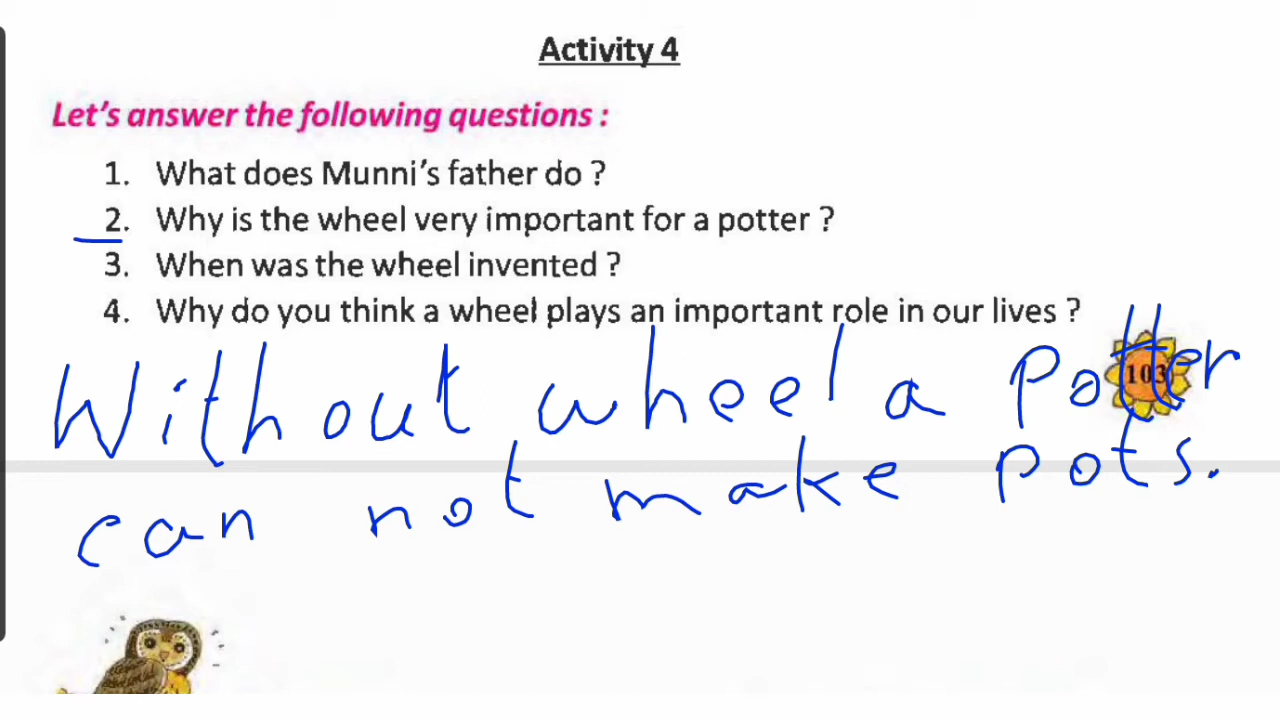 Activity 4
Let's answer the following questions :
1. What does Munni's father do ?
2. Why is the wheel very important for a potter ?
3. When was the wheel invented ?
4. Why do you think a wheel plays an important role in our lives ?
103
Without wheel a Potter
can not make pots.